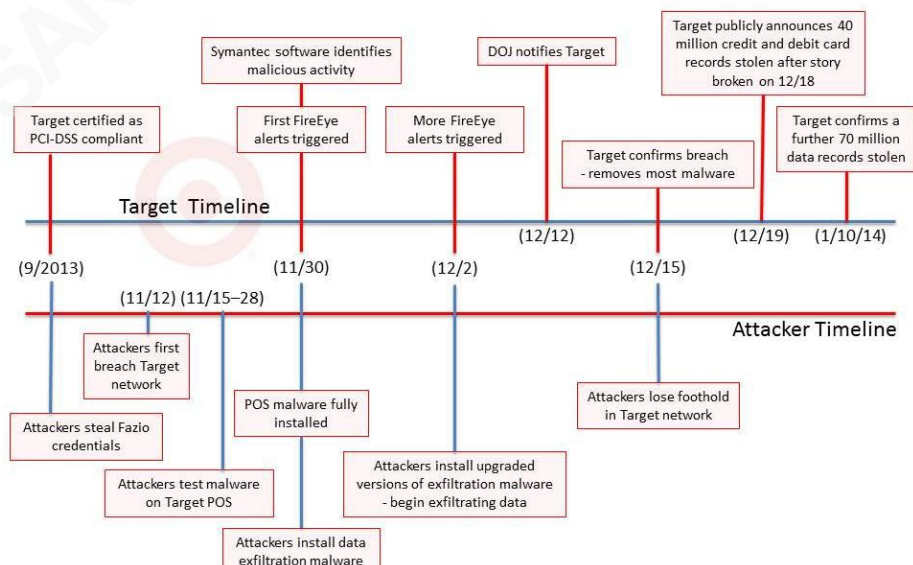 Target publicly announces 40
million credit and debit card
records stolen after story
broken on 12/18
Symantec software identifies
malicious activity
DOJ notifies Target
Target certified as
PCI-DSS compliant
First FireEye
alerts triggered
More FireEye
alerts triggered
Target confirms a
further 70 million
data records stolen
Target confirms breach
- removes most malware
Target Timeline
(12/12)
(12/19)
(1/10/14)
(9/2013)
(11/30)
(12/2)
(12/15)
(11/12)
(11/15–28)
Attacker Timeline
Attackers first
breach Target
network
Attackers steal Fazio
credentials
POS malware fully
installed
Attackers lose foothold
in Target network
Attackers test malware
on Target POS
Attackers install upgraded
versions of exfiltration malware
- begin exfiltrating data
Attackers install data
exfiltration malware